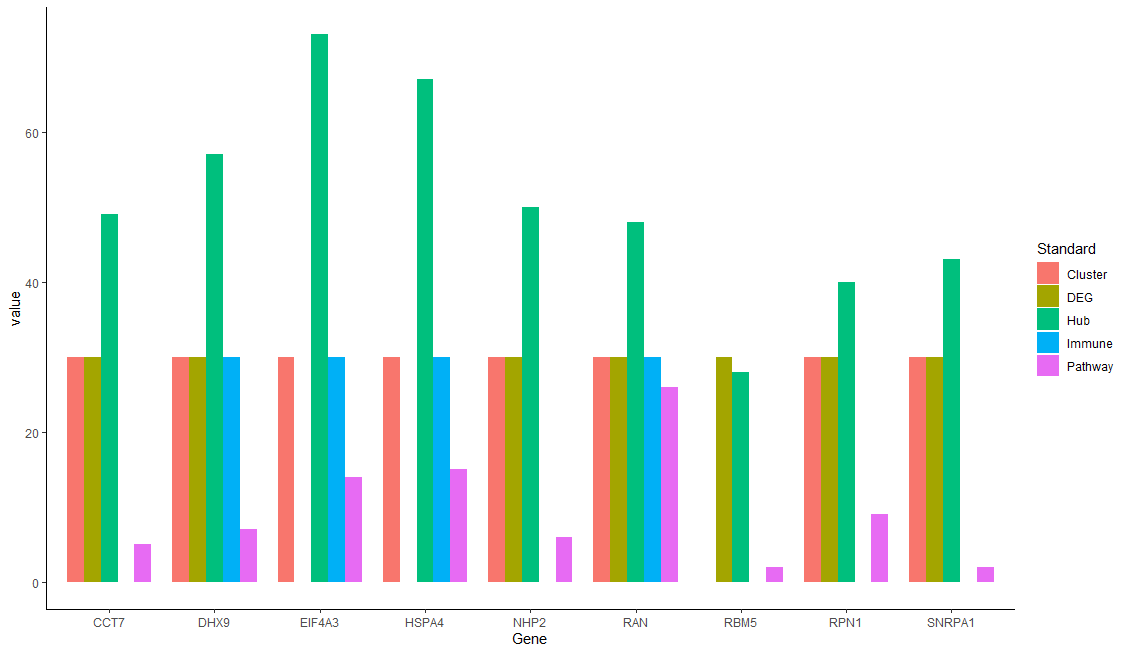 value
60
40
20
0
CCT7 DHX9 EIF4A3 HSPA4 NHP2 RAN RBM5 RPN1 SNRPA1
Gene
Standard
Cluster
DEG
Hub
Immune
Pathway